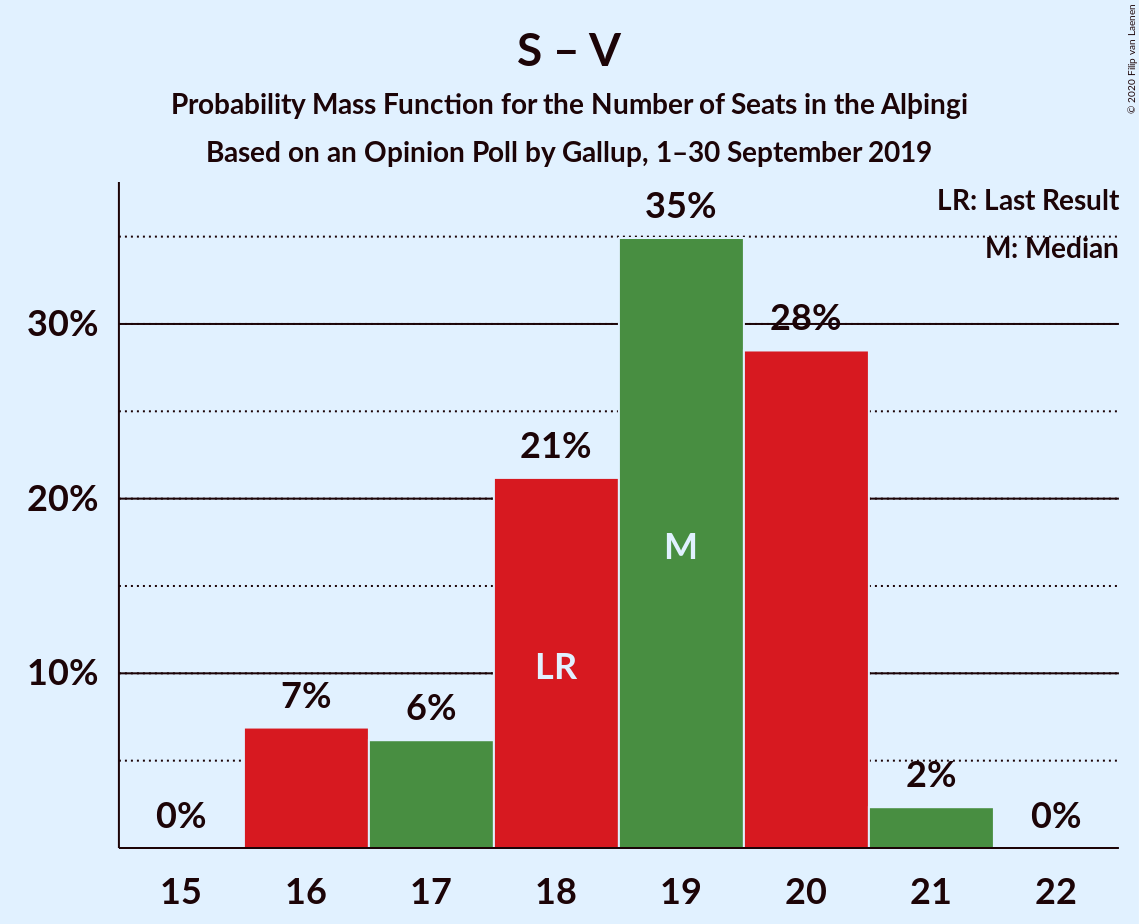 S – V
Probability Mass Function for the Number of Seats in the Alþingi
Based on an Opinion Poll by Gallup, 1–30 September 2019
© 2020 Filip van Laenen
LR: Last Result
M: Median
35%
30%
28%
21%
20%
M
LR
10%
7%
6%
2%
0%
0%
15 16 17 18 19 20 21 22